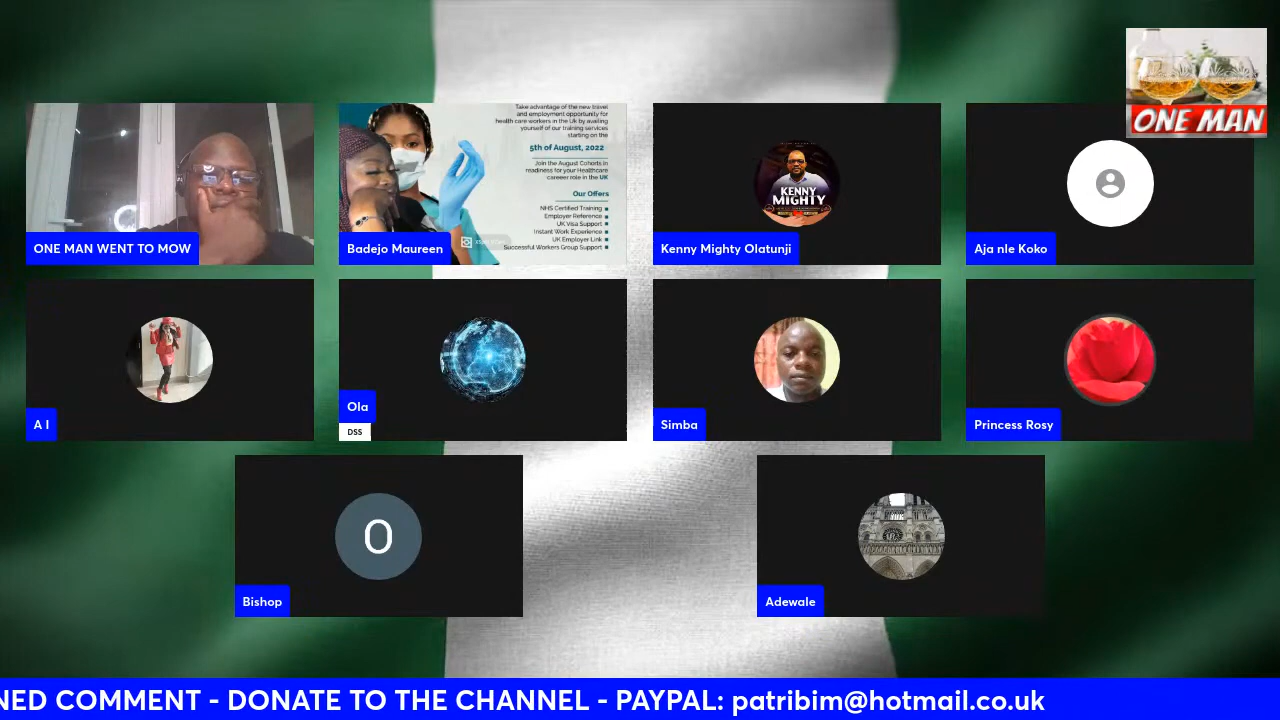 ONE MAN
Take advantage of the new travel
and employment opportunity for
health care workers in the Uk by availing
yourself of our training services
starting on the
5th of August, 2022
Join the August Cohorts in
readiness for your Healthcare
carreer role in the UK
Our Offers
NHS Certified Training
Employer Reference
UK Visa Support
Instant Work Experience
UK Employer Link
Successful Workers Group Support
ONE MAN WENT TO MOW
Badejo Maureen
KENNY
MIGHTY
Kenny Mighty Olatunji
Aja nle Koko
A I
Ola
DSS
Simba
Princess Rosy
O
Bishop
Adewale
NED COMMENT - DONATE TO THE CHANNEL - PAYPAL: patribim@hotmail.co.uk